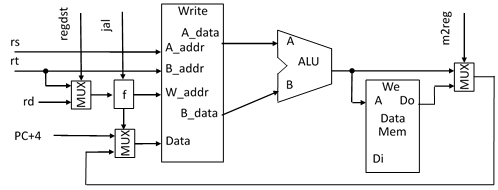 regdst
jal
Write
m2reg
A_data
rs
A_addr
A
rt
B_addr
ALU
MUX
We
MUX
f
W_addr
B
A Do
rd
B_data
Data
Mem
PC+4
MUX
Data
Di